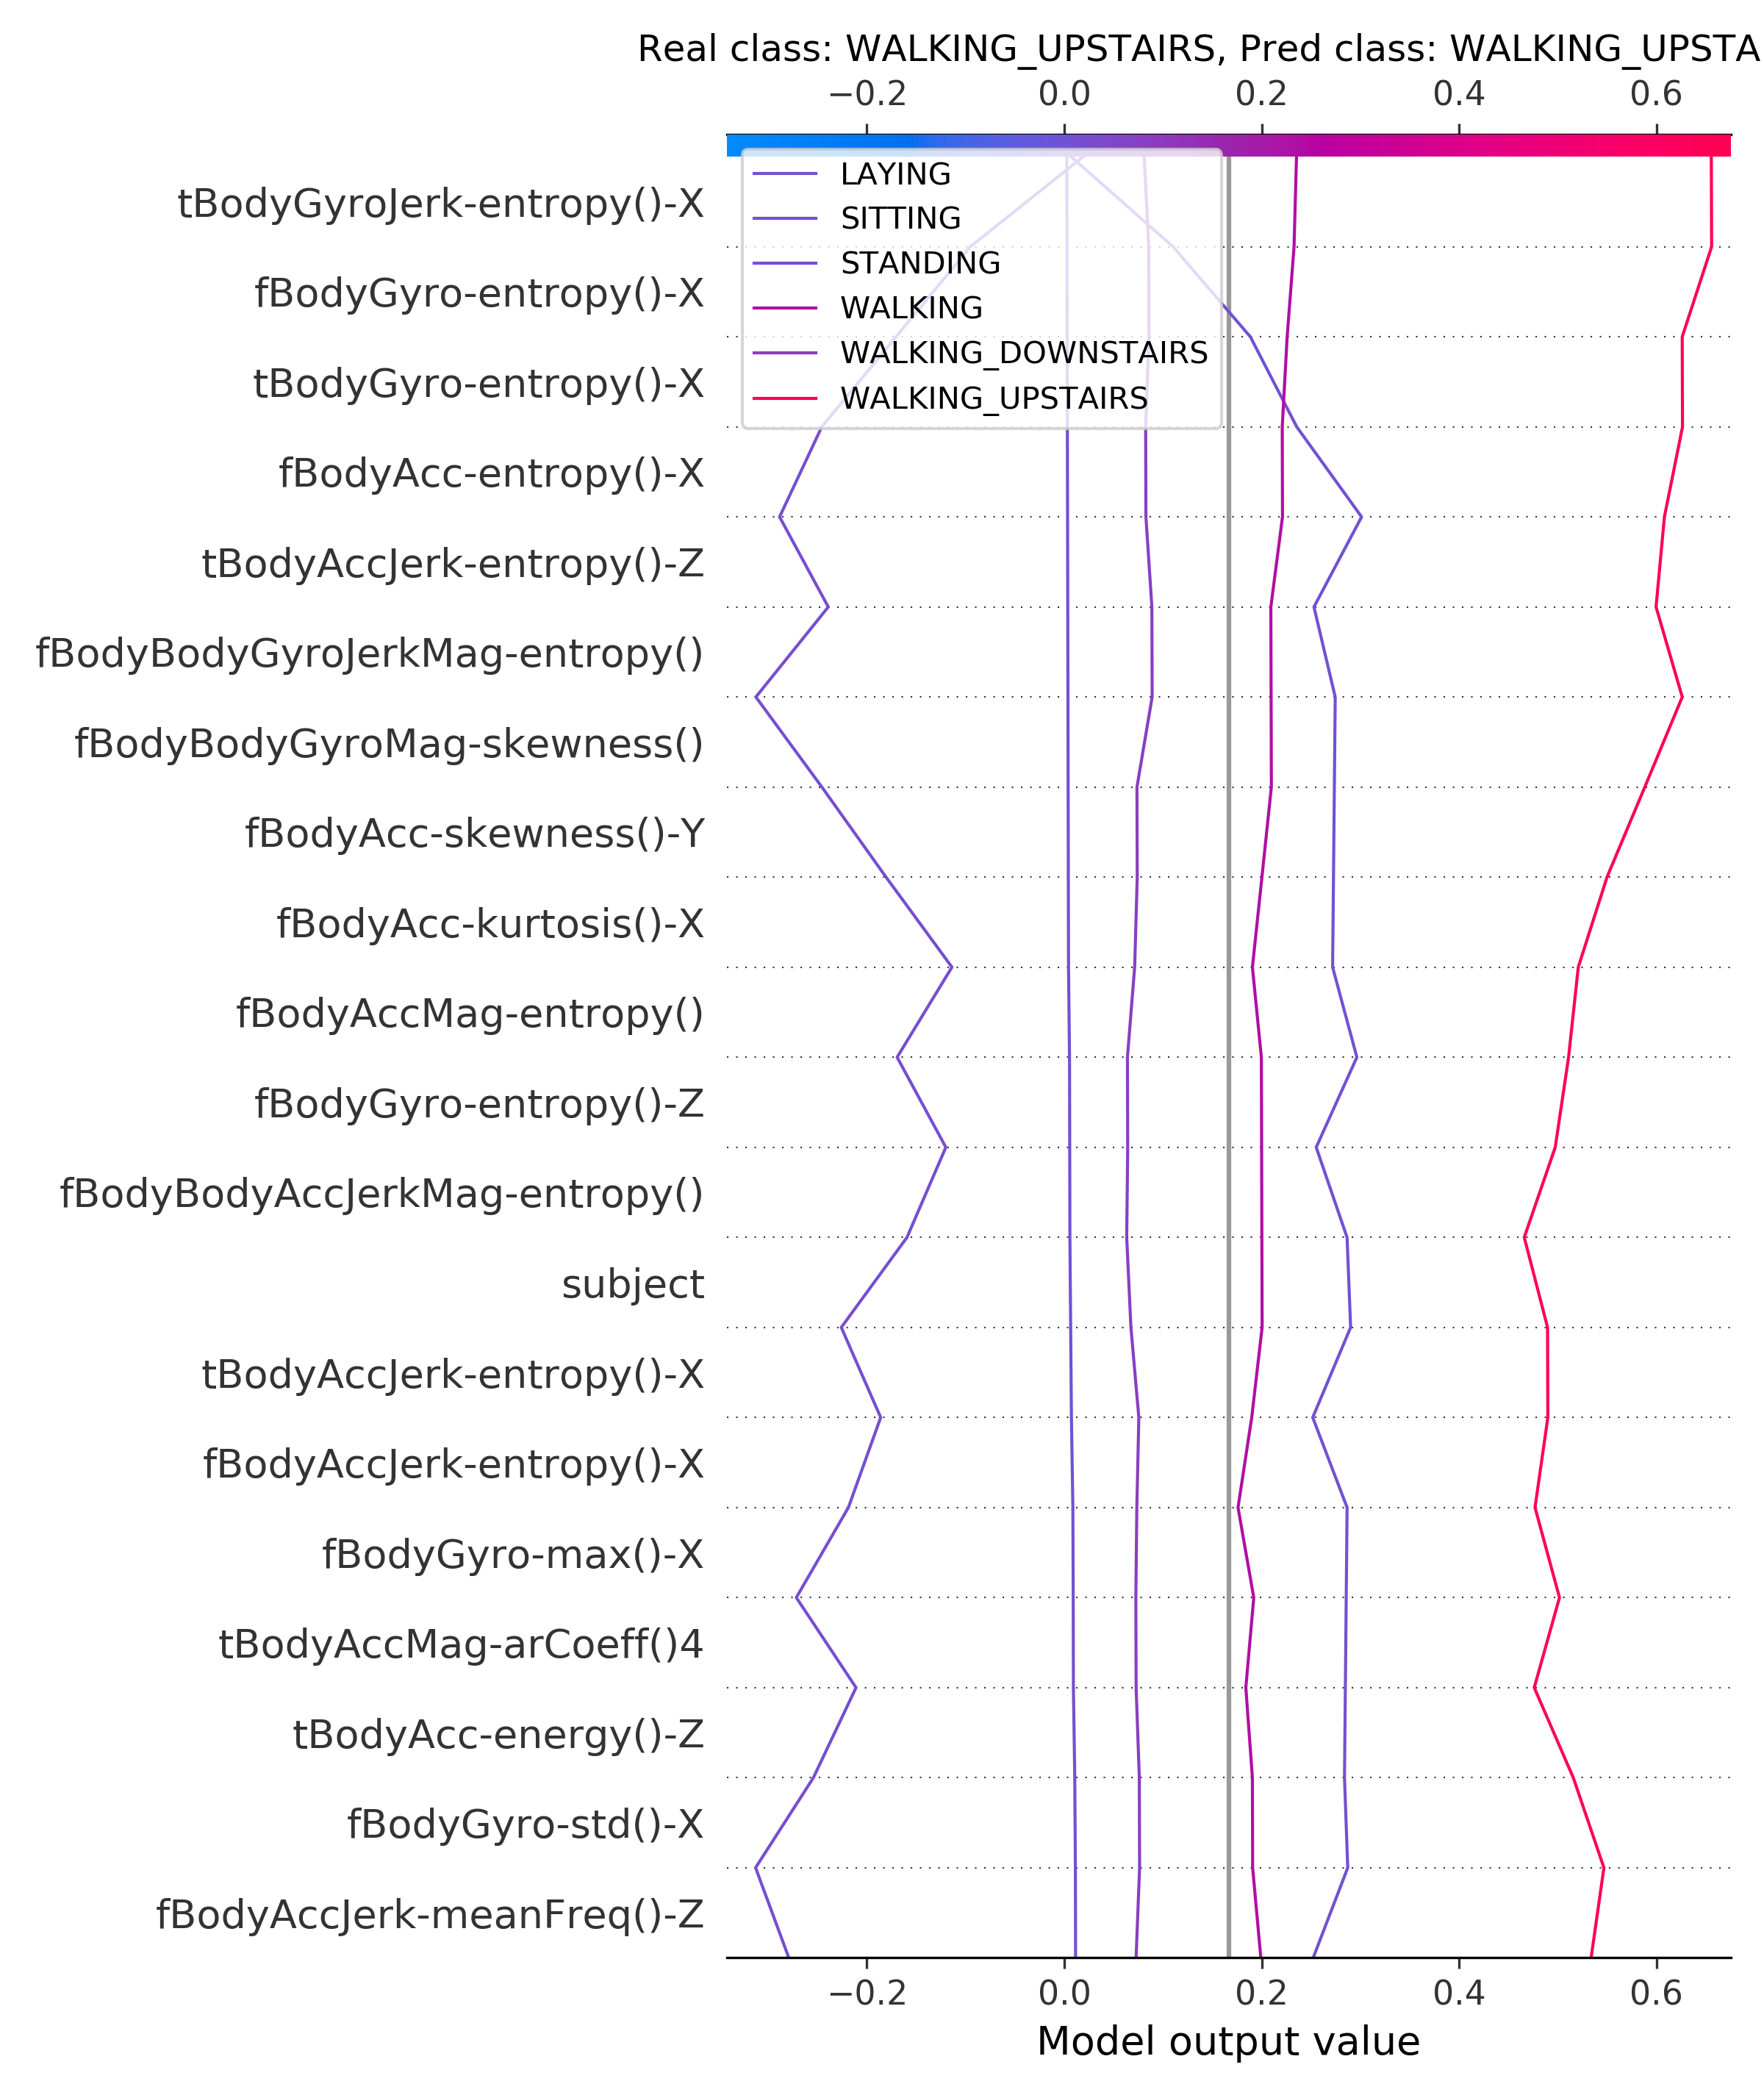 Real class: WALKING_UPSTAIRS, Pred class: WALKING_UPSTA
−0.2 0.0 0.2 0.4 0.6
LAYING
SITTING
STANDING
WALKING
WALKING_DOWNSTAIRS
WALKING_UPSTAIRS
tBodyGyroJerk-entropy()-X
fBodyGyro-entropy()-X
tBodyGyro-entropy()-X
fBodyAcc-entropy()-X
tBodyAccJerk-entropy()-Z
fBodyBodyGyroJerkMag-entropy()
fBodyBodyGyroMag-skewness()
fBodyAcc-skewness()-Y
fBodyAcc-kurtosis()-X
fBodyAccMag-entropy()
fBodyGyro-entropy()-Z
fBodyBodyAccJerkMag-entropy()
subject
tBodyAccJerk-entropy()-X
fBodyAccJerk-entropy()-X
fBodyGyro-max()-X
tBodyAccMag-arCoeff()4
tBodyAcc-energy()-Z
fBodyGyro-std()-X
fBodyAccJerk-meanFreq()-Z
−0.2 0.0 0.2 0.4 0.6
Model output value